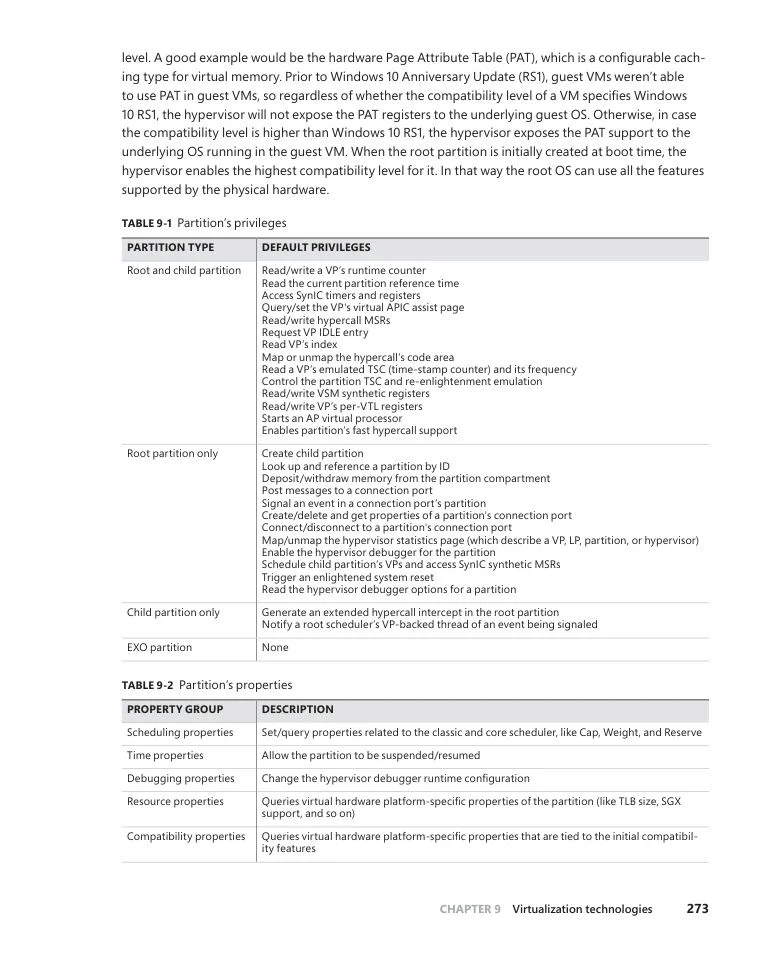 level. A good example would be the hardware Page Attribute Table (PAT), which is a configurable cach-
ing type for virtual memory. Prior to Windows 10 Anniversary Update (RS1), guest VMs weren’t able
to use PAT in guest VMs, so regardless of whether the compatibility level of a VM specifies Windows
10 RS1, the hypervisor will not expose the PAT registers to the underlying guest OS. Otherwise, in case
the compatibility level is higher than Windows 10 RS1, the hypervisor exposes the PAT support to the
underlying OS running in the guest VM. When the root partition is initially created at boot time, the
hypervisor enables the highest compatibility level for it. In that way the root OS can use all the features
supported by the physical hardware.
TABLE 9-1 Partition’s privileges
PARTITION TYPE DEFAULT PRIVILEGES
Root and child partition Read/write a VP’s runtime counter
Read the current partition reference time
Access SynIC timers and registers
Query/set the VP’s virtual APIC assist page
Read/write hypercall MSRs
Request VP IDLE entry
Read VP’s index
Map or unmap the hypercall’s code area
Read a VP’s emulated TSC (time-stamp counter) and its frequency
Control the partition TSC and re-enlightenment emulation
Read/write VSM synthetic registers
Read/write VP’s per-VTL registers
Starts an AP virtual processor
Enables partition’s fast hypercall support
Root partition only Create child partition
Look up and reference a partition by ID
Deposit/withdraw memory from the partition compartment
Post messages to a connection port
Signal an event in a connection port’s partition
Create/delete and get properties of a partition’s connection port
Connect/disconnect to a partition’s connection port
Map/unmap the hypervisor statistics page (which describe a VP, LP, partition, or hypervisor)
Enable the hypervisor debugger for the partition
Schedule child partition’s VPs and access SynIC synthetic MSRs
Trigger an enlightened system reset
Read the hypervisor debugger options for a partition
Child partition only Generate an extended hypercall intercept in the root partition
Notify a root scheduler’s VP-backed thread of an event being signaled
EXO partition None
TABLE 9-2 Partition’s properties
PROPERTY GROUP DESCRIPTION
Scheduling properties Set/query properties related to the classic and core scheduler, like Cap, Weight, and Reserve
Time properties Allow the partition to be suspended/resumed
Debugging properties Change the hypervisor debugger runtime configuration
Resource properties Queries virtual hardware platform-specific properties of the partition (like TLB size, SGX
support, and so on)
Compatibility properties Queries virtual hardware platform-specific properties that are tied to the initial compatibil-
ity features
CHAPTER 9 Virtualization technologies 273